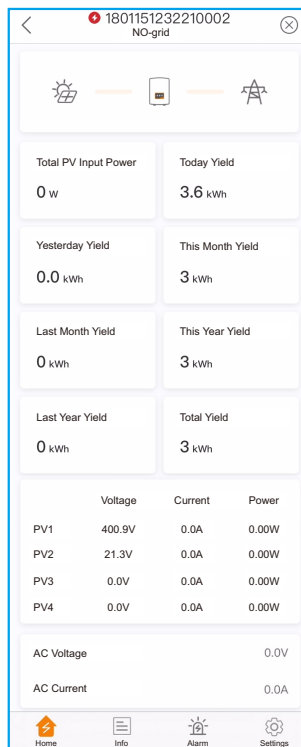 1801151232210002
NO-grid
Total PV Input Power
0 W
Today Yield
3.6 kWh
Yesterday Yield
0.0 kWh
This Month Yield
3 kWh
Last Month Yield
0 kWh
This Year Yield
3 kWh
Last Year Yield
0 kWh
Total Yield
3 kWh
Voltage Current Power
PV1 400.9V 0.0A 0.00W
PV2 21.3V 0.0A 0.00W
PV3 0.0V 0.0A 0.00W
PV4 0.0V 0.0A 0.00W
AC Voltage 0.0V
AC Current 0.0A
Home Info Alarm Settings